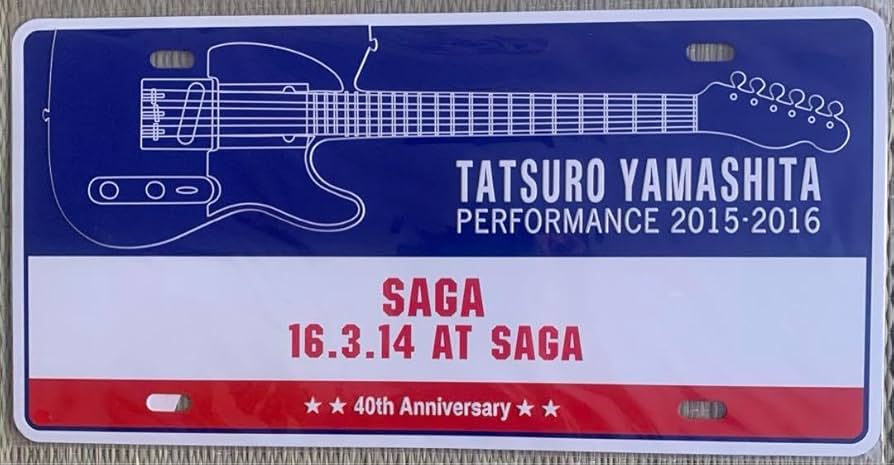 TATSURO YAMASHITA
PERFORMANCE 2015-2016
SAGA
16.3.14 AT SAGA
★ ★ 40th Anniversary ★ ★